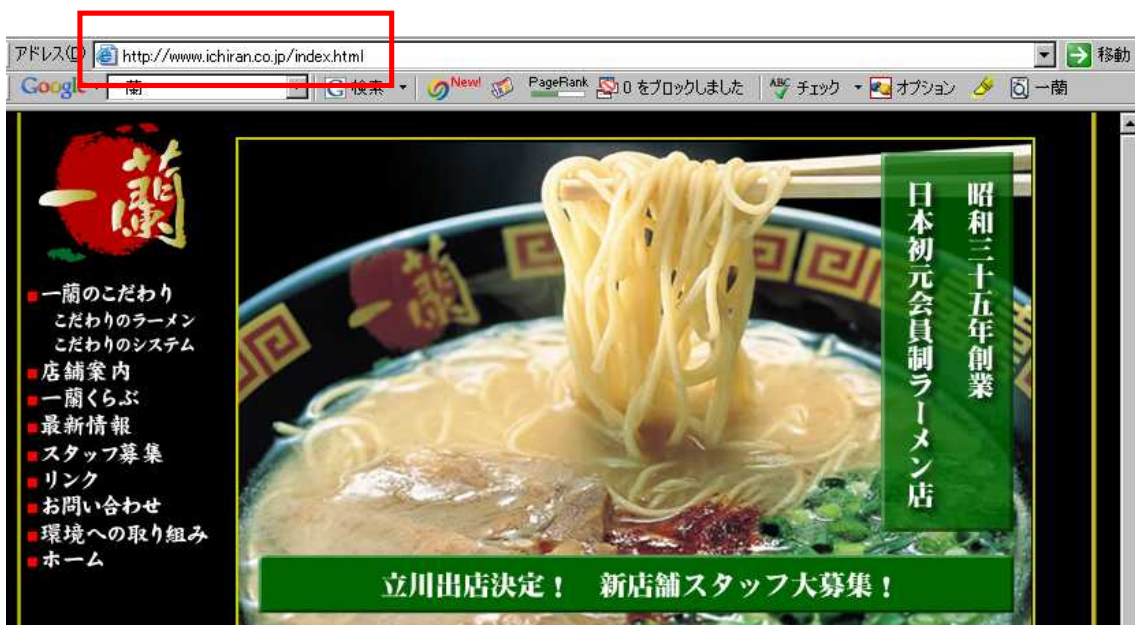 アドレス(D) http://www.ichiran.co.jp/index.html 移動
Google 一蘭 検索 New! PageRank 0 をブロックしました ABC チェック オプション 一蘭
一蘭
一蘭のこだわり
こだわりのラーメン
こだわりのシステム
店舗案内
一蘭くらぶ
最新情報
スタッフ募集
リンク
お問い合わせ
環境への取り組み
ホーム
一蘭
昭和三十五年創業
日本初元会員制ラーメン店
立川出店決定！ 新店舗スタッフ大募集！